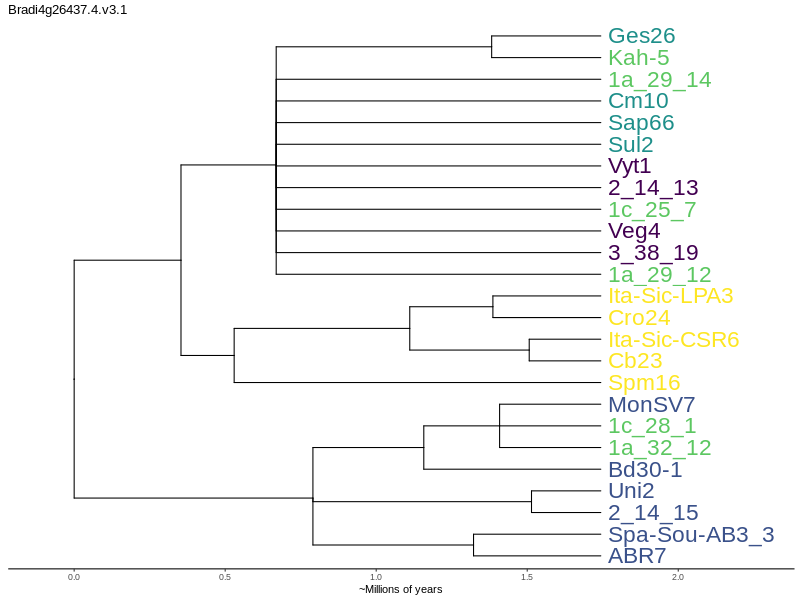 Bradi4g26437.4.v3.1
Ges26
Kah-5
1a_29_14
Cm10
Sap66
Sul2
Vyt1
2_14_13
1c_25_7
Veg4
3_38_19
1a_29_12
Ita-Sic-LPA3
Cro24
Ita-Sic-CSR6
Cb23
Spm16
MonSV7
1c_28_1
1a_32_12
Bd30-1
Uni2
2_14_15
Spa-Sou-AB3_3
ABR7
0.0 0.5 1.0 1.5 2.0
~Millions of years